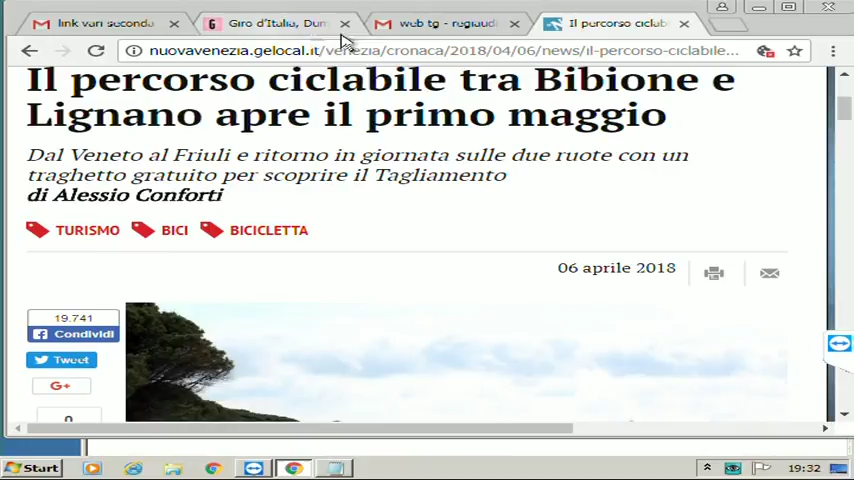 link vari seconda
Giro d'Italia, Dum
web tg - regiaudi
Il percorso ciclab
nuovavenezia.gelocal.it/venezia/cronaca/2018/04/06/news/il-percorso-ciclabile...
Il percorso ciclabile tra Bibione e
Lignano apre il primo maggio
Dal Veneto al Friuli e ritorno in giornata sulle due ruote con un
traghetto gratuito per scoprire il Tagliamento
di Alessio Conforti
TURISMO BICI BICICLETTA
06 aprile 2018
19.741
Condividi
Tweet
G+
0
Start
19:32